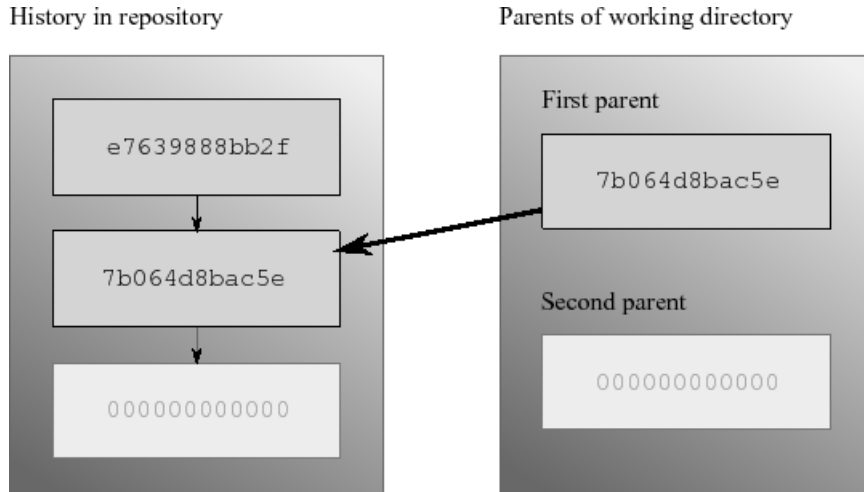 History in repository
e7639888bb2f
7b064d8bac5e
000000000000
Parents of working directory
First parent
7b064d8bac5e
Second parent
000000000000